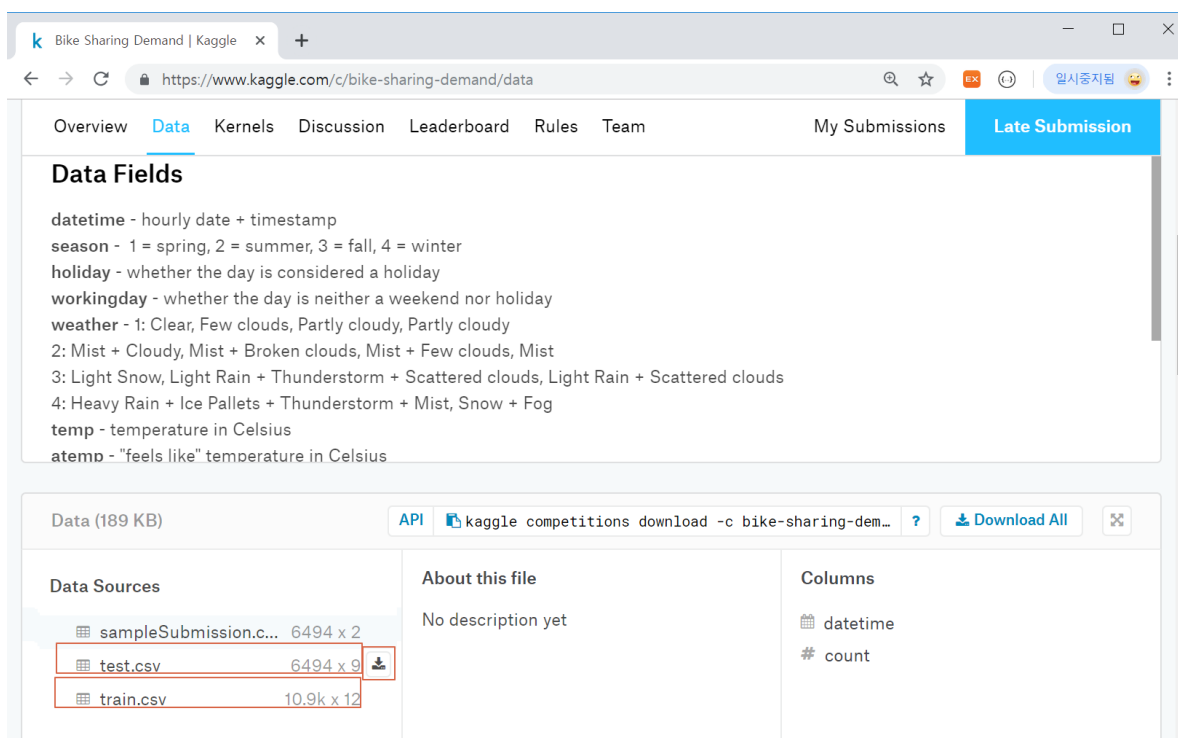 Bike Sharing Demand | Kaggle
https://www.kaggle.com/c/bike-sharing-demand/data
EX
일시중지됨
Overview Data Kernels Discussion Leaderboard Rules Team My Submissions Late Submission
Data Fields
datetime - hourly date + timestamp
season - 1 = spring, 2 = summer, 3 = fall, 4 = winter
holiday - whether the day is considered a holiday
workingday - whether the day is neither a weekend nor holiday
weather - 1: Clear, Few clouds, Partly cloudy, Partly cloudy
2: Mist + Cloudy, Mist + Broken clouds, Mist + Few clouds, Mist
3: Light Snow, Light Rain + Thunderstorm + Scattered clouds, Light Rain + Scattered clouds
4: Heavy Rain + Ice Pallets + Thunderstorm + Mist, Snow + Fog
temp - temperature in Celsius
atemp - "feels like" temperature in Celsius
Data (189 KB)
API kaggle competitions download -c bike-sharing-dem… ? Download All
Data Sources
sampleSubmission.c... 6494 x 2
test.csv 6494 x 9
train.csv 10.9k x 12
About this file
No description yet
Columns
datetime
# count